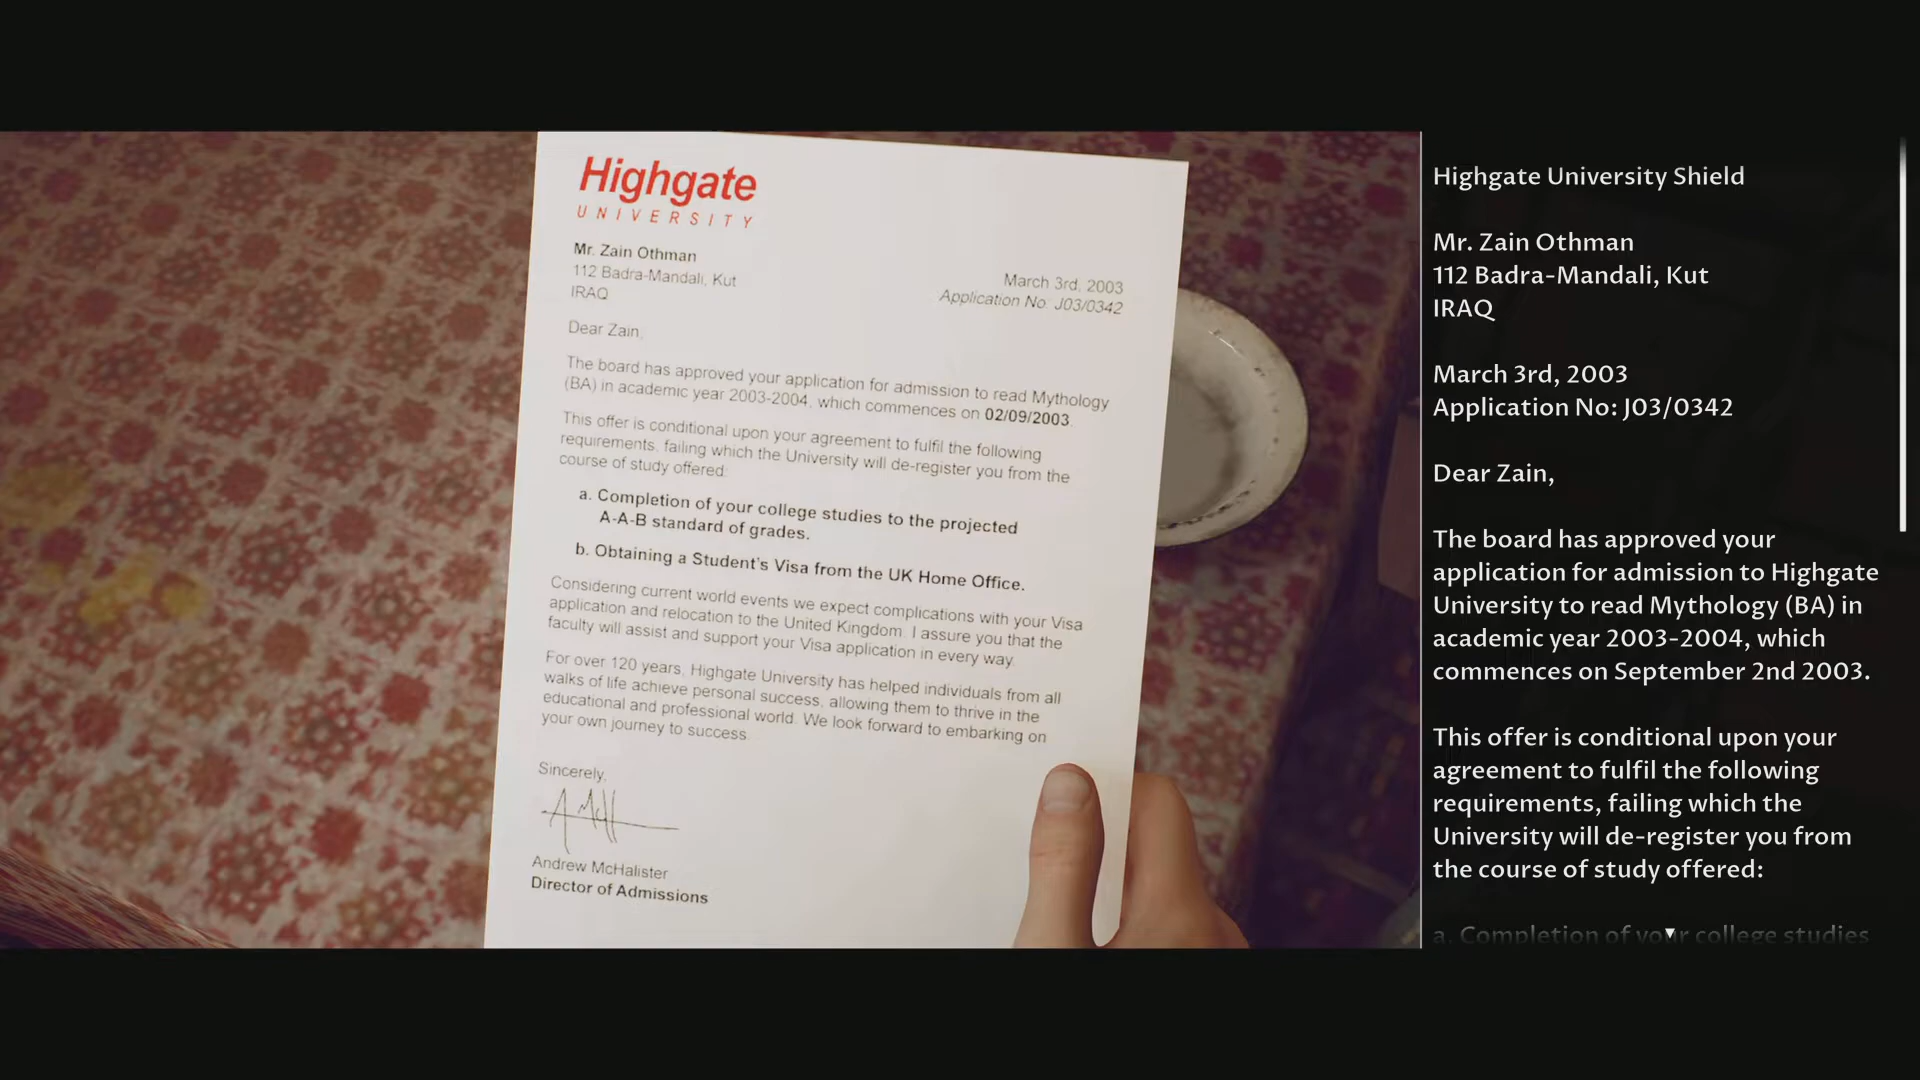 Highgate
UNIVERSITY
Mr. Zain Othman
112 Badra-Mandali, Kut
IRAQ
March 3rd, 2003
Application No: J03/0342
Dear Zain,
The board has approved your application for admission to read Mythology
(BA) in academic year 2003-2004, which commences on 02/09/2003.
This offer is conditional upon your agreement to fulfil the following
requirements, failing which the University will de-register you from the
course of study offered:
a. Completion of your college studies to the projected
A-A-B standard of grades.
b. Obtaining a Student's Visa from the UK Home Office.
Considering current world events we expect complications with your Visa
application and relocation to the United Kingdom. I assure you that the
faculty will assist and support your Visa application in every way.
For over 120 years, Highgate University has helped individuals from all
walks of life achieve personal success, allowing them to thrive in the
educational and professional world. We look forward to embarking on
your own journey to success.
Sincerely,
Andrew McHalister
Director of Admissions
Highgate University Shield
Mr. Zain Othman
112 Badra-Mandali, Kut
IRAQ
March 3rd, 2003
Application No: J03/0342
Dear Zain,
The board has approved your
application for admission to Highgate
University to read Mythology (BA) in
academic year 2003-2004, which
commences on September 2nd 2003.
This offer is conditional upon your
agreement to fulfil the following
requirements, failing which the
University will de-register you from
the course of study offered:
a. Completion of your college studies